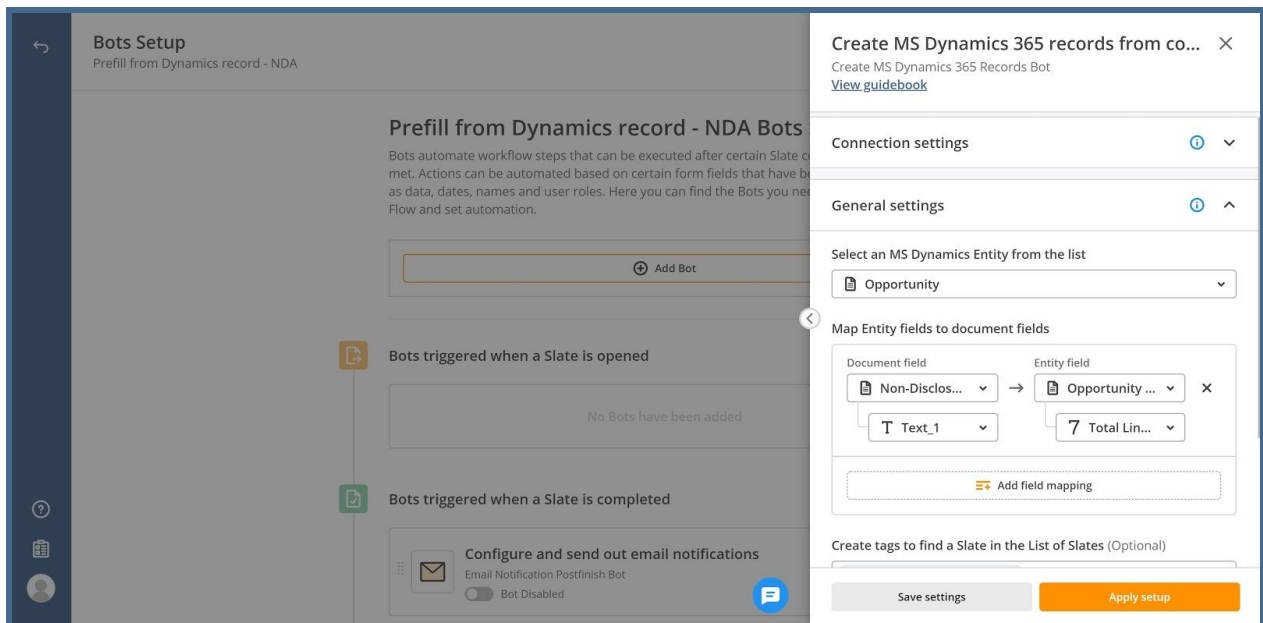 Bots Setup
Prefill from Dynamics record - NDA
Prefill from Dynamics record - NDA Bots
Bots automate workflow steps that can be executed after certain Slate co
met. Actions can be automated based on certain form fields that have be
as data, dates, names and user roles. Here you can find the Bots you nee
Flow and set automation.
Add Bot
Bots triggered when a Slate is opened
No Bots have been added
Bots triggered when a Slate is completed
Configure and send out email notifications
Email Notification Postfinish Bot
Bot Disabled
Create MS Dynamics 365 records from co...
Create MS Dynamics 365 Records Bot
View guidebook
Connection settings
General settings
Select an MS Dynamics Entity from the list
Opportunity
Map Entity fields to document fields
Document field Entity field
Non-Disclos... → Opportunity ...
T Text_1 7 Total Lin...
Add field mapping
Create tags to find a Slate in the List of Slates (Optional)
Save settings Apply setup